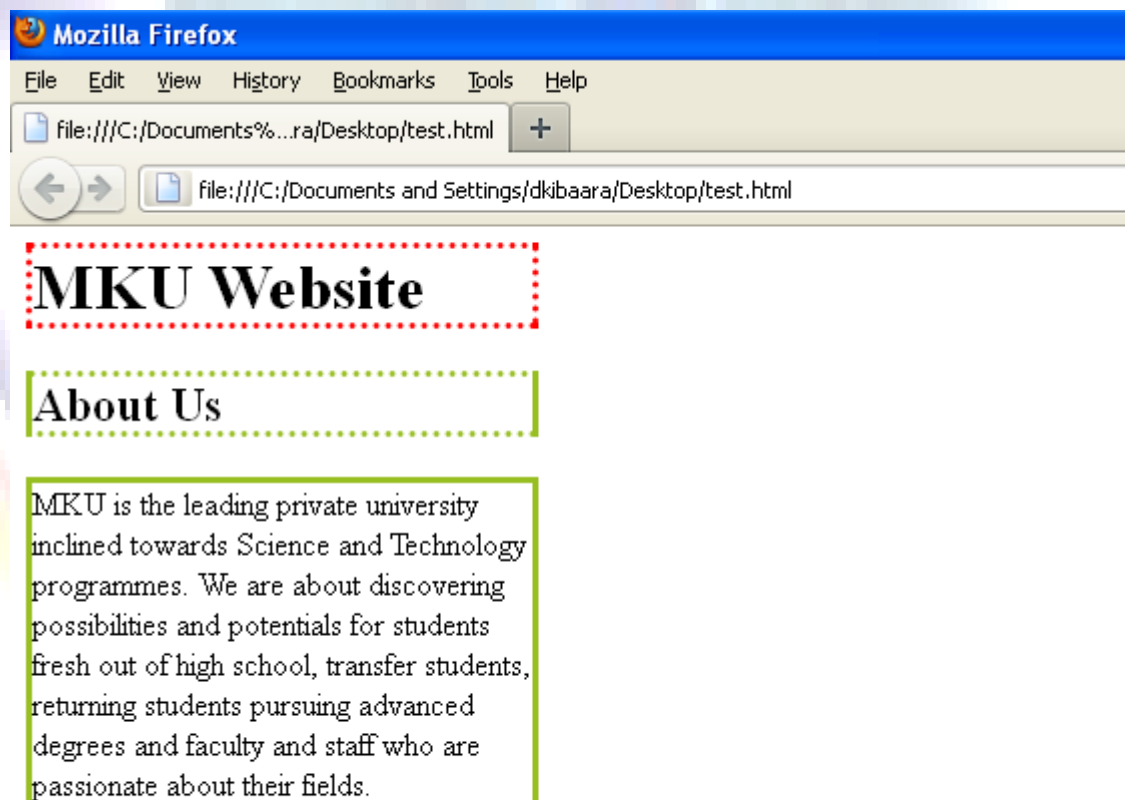 Mozilla Firefox
File Edit View History Bookmarks Tools Help
file:///C:/Documents%...ra/Desktop/test.html +
file:///C:/Documents and Settings/dkibaara/Desktop/test.html
MKU Website
About Us
MKU is the leading private university
inclined towards Science and Technology
programmes. We are about discovering
possibilities and potentials for students
fresh out of high school, transfer students,
returning students pursuing advanced
degrees and faculty and staff who are
passionate about their fields.